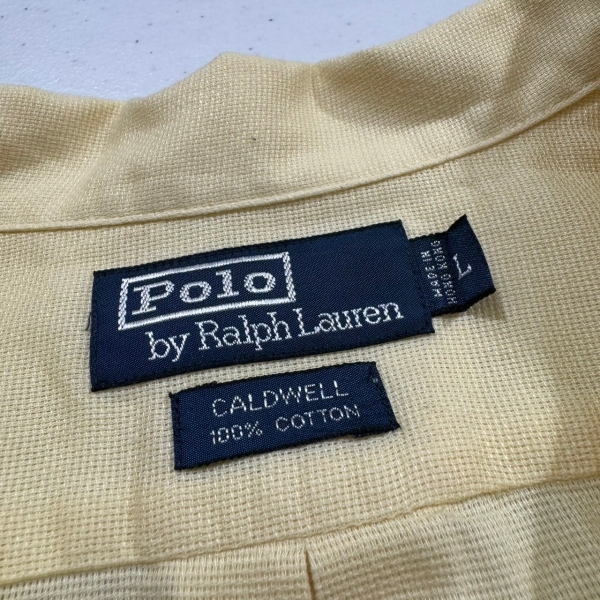 Polo
by Ralph Lauren
MADE IN
HONG KONG
L
CALDWELL
100% COTTON